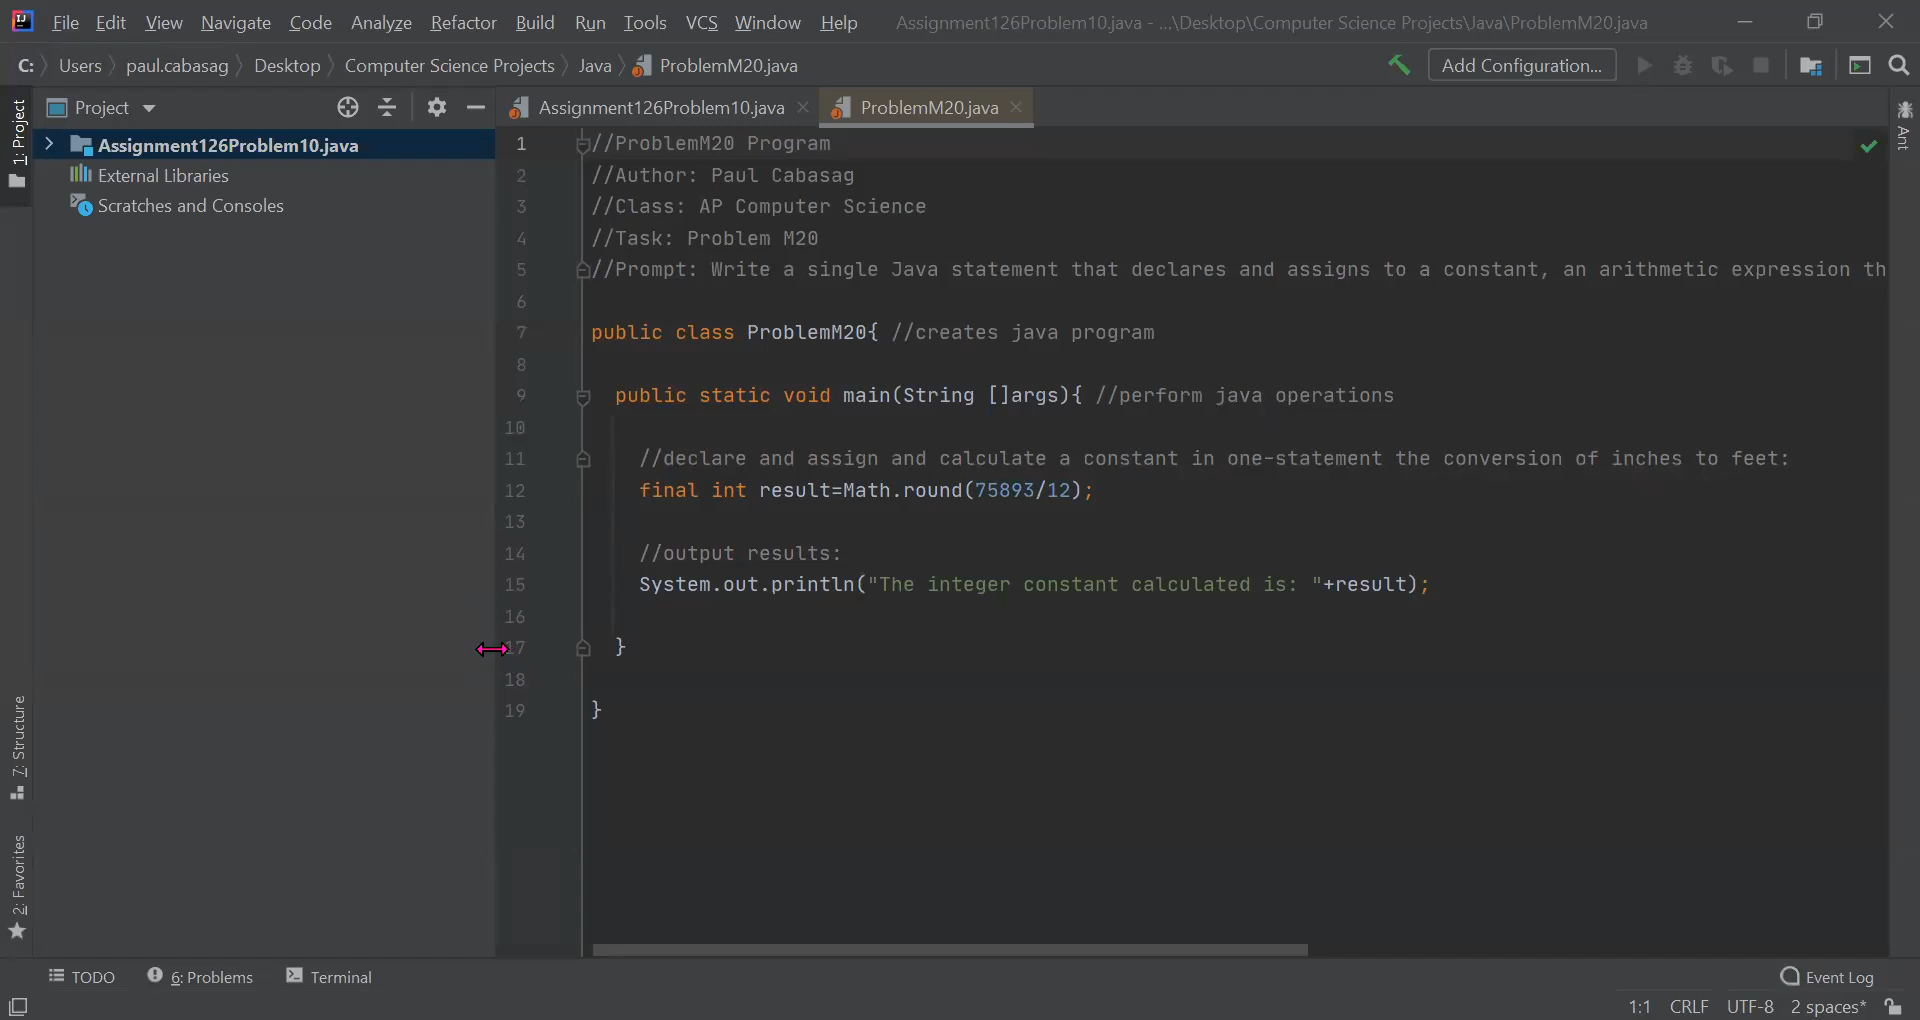 File Edit View Navigate Code Analyze Refactor Build Run Tools VCS Window Help Assignment126Problem10.java - ...\Desktop\Computer Science Projects\Java\ProblemM20.java
C: Users paul.cabasag Desktop Computer Science Projects Java ProblemM20.java Add Configuration...
Project Assignment126Problem10.java ProblemM20.java
1: Project
Assignment126Problem10.java
External Libraries
Scratches and Consoles
7: Structure
2: Favorites
1 //ProblemM20 Program
2 //Author: Paul Cabasag
3 //Class: AP Computer Science
4 //Task: Problem M20
5 //Prompt: Write a single Java statement that declares and assigns to a constant, an arithmetic expression th
6
7 public class ProblemM20{ //creates java program
8
9 public static void main(String []args){ //perform java operations
10
11 //declare and assign and calculate a constant in one-statement the conversion of inches to feet:
12 final int result=Math.round(75893/12);
13
14 //output results:
15 System.out.println("The integer constant calculated is: "+result);
16
17 }
18
19 }
Ant
TODO 6: Problems Terminal Event Log
1:1 CRLF UTF-8 2 spaces*